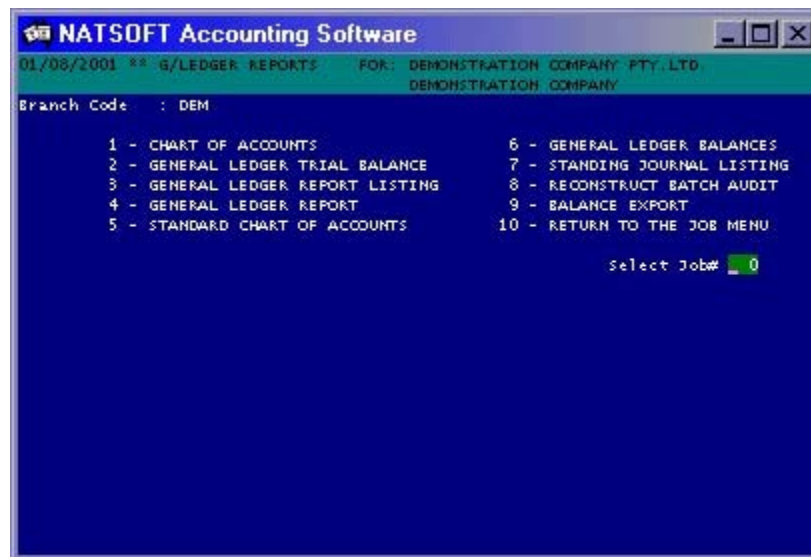 NATSOFT Accounting Software
01/08/2001 ** G/LEDGER REPORTS FOR: DEMONSTRATION COMPANY PTY.LTD.
DEMONSTRATION COMPANY
Branch Code : DEM
1 - CHART OF ACCOUNTS 6 - GENERAL LEDGER BALANCES
2 - GENERAL LEDGER TRIAL BALANCE 7 - STANDING JOURNAL LISTING
3 - GENERAL LEDGER REPORT LISTING 8 - RECONSTRUCT BATCH AUDIT
4 - GENERAL LEDGER REPORT 9 - BALANCE EXPORT
5 - STANDARD CHART OF ACCOUNTS 10 - RETURN TO THE JOB MENU
Select Job# _ 0